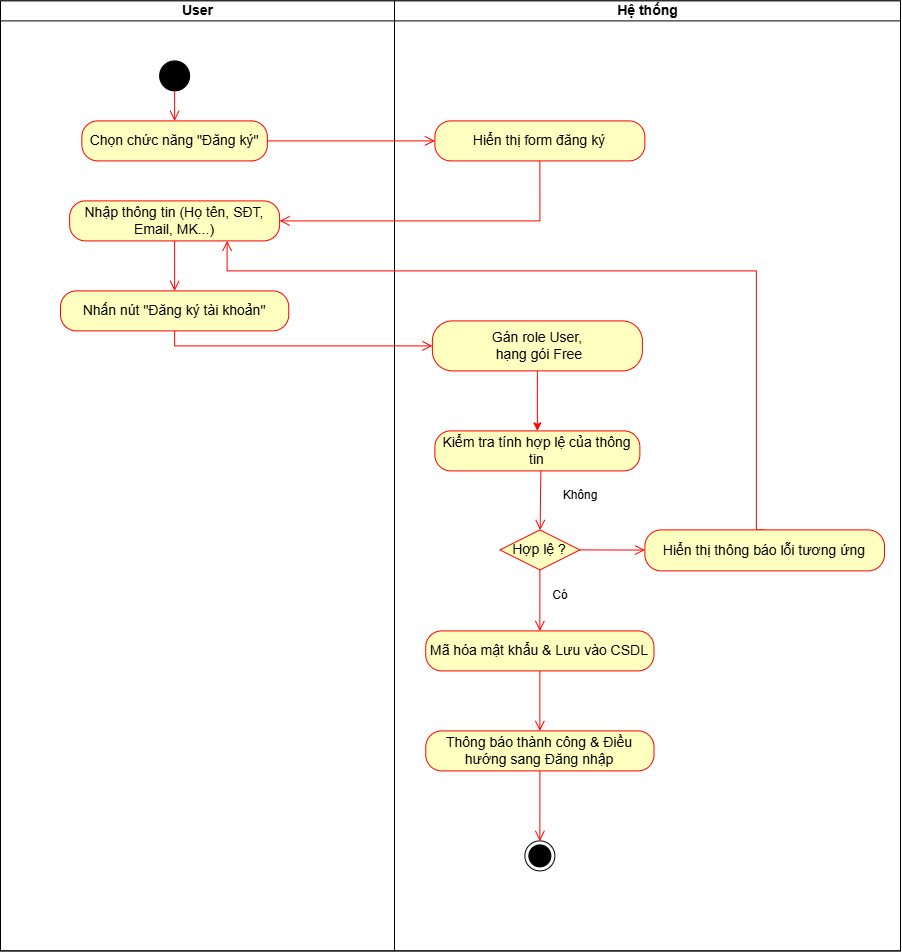 User
Hệ thống
Chọn chức năng "Đăng ký"
Hiển thị form đăng ký
Nhập thông tin (Họ tên, SĐT,
Email, MK...)
Nhấn nút "Đăng ký tài khoản"
Gán role User,
hạng gói Free
Kiểm tra tính hợp lệ của thông
tin
Không
Hợp lệ ?
Hiển thị thông báo lỗi tương ứng
Có
Mã hóa mật khẩu & Lưu vào CSDL
Thông báo thành công & Điều
hướng sang Đăng nhập